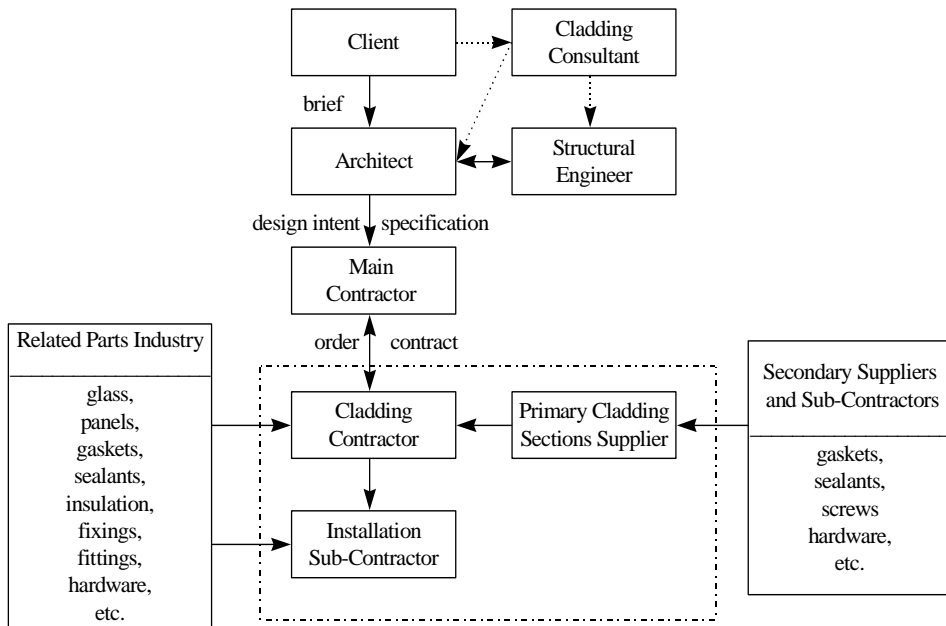 Client
Cladding
Consultant
brief
Architect
Structural
Engineer
design intent specification
Main
Contractor
order contract
Related Parts Industry
glass,
panels,
gaskets,
sealants,
insulation,
fixings,
fittings,
hardware,
etc.
Cladding
Contractor
Primary Cladding
Sections Supplier
Installation
Sub-Contractor
Secondary Suppliers
and Sub-Contractors
gaskets,
sealants,
screws
hardware,
etc.